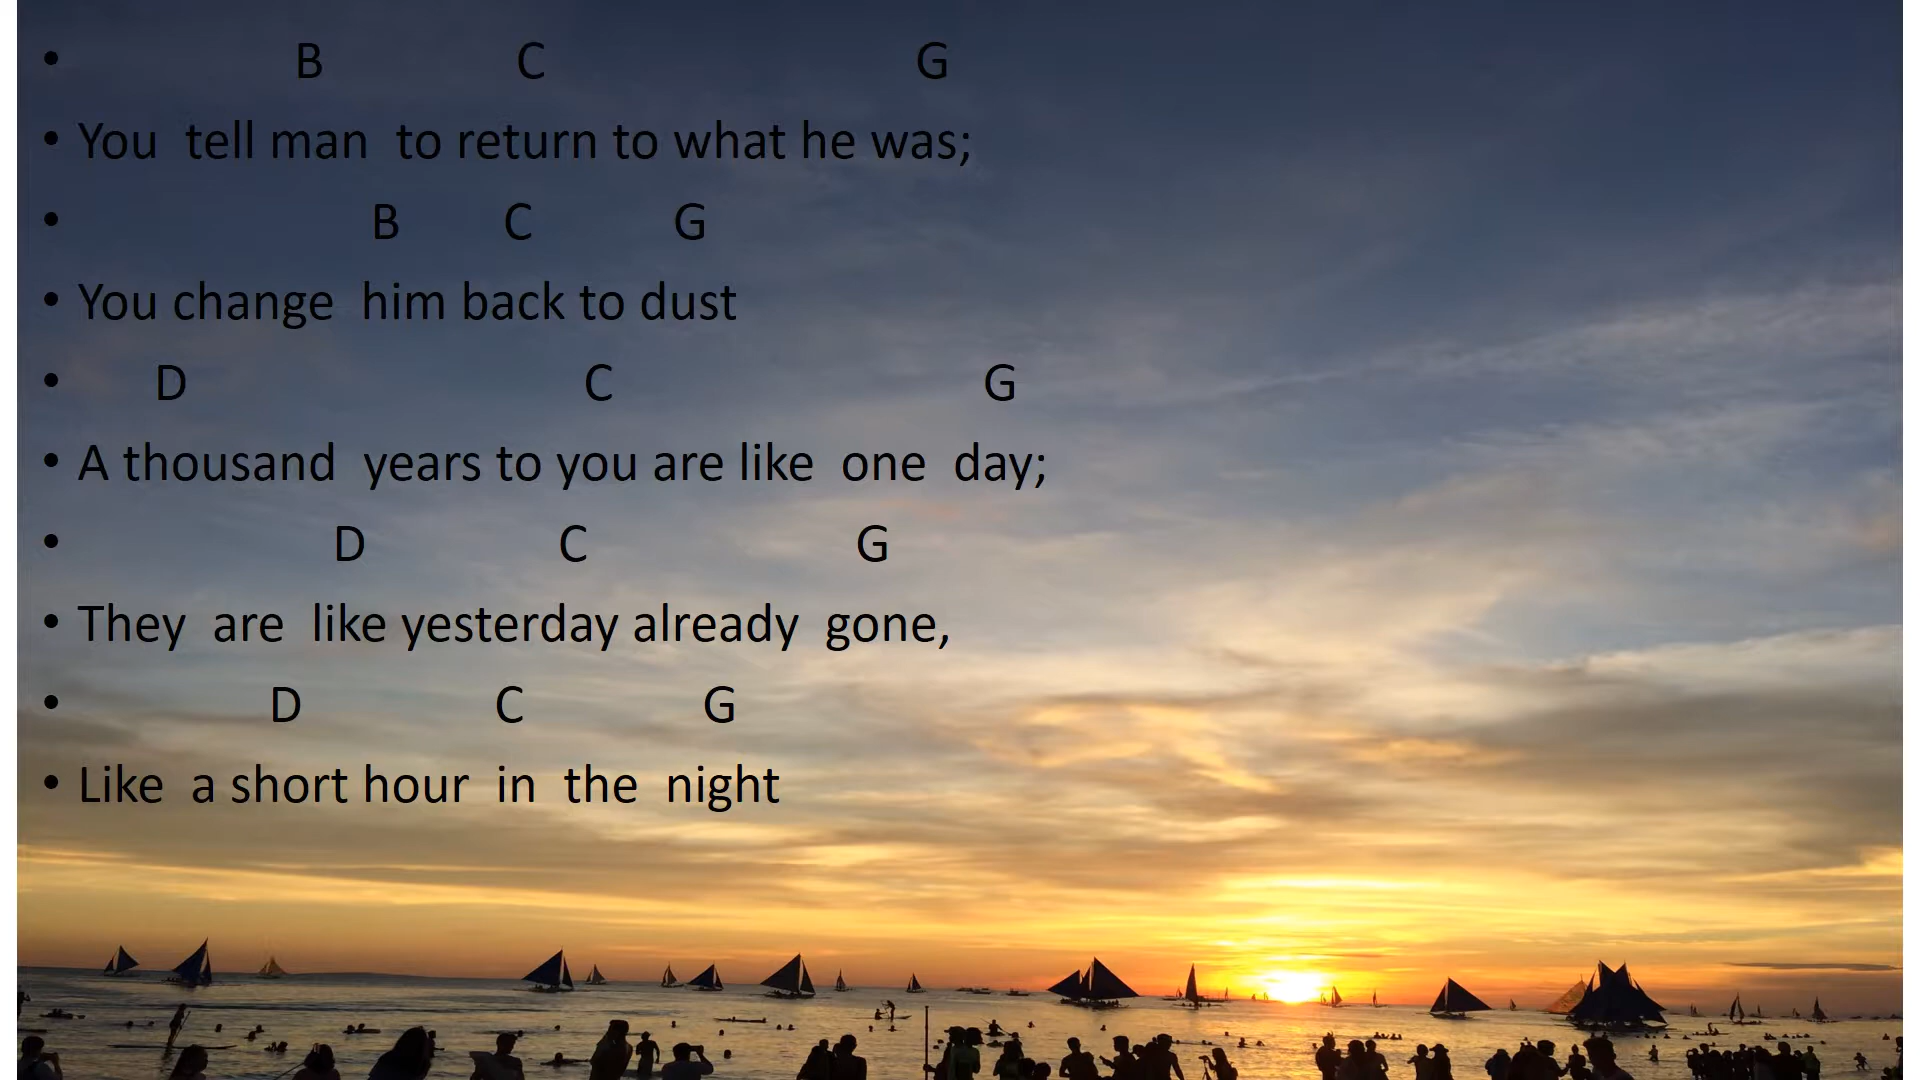 • B C G
• You tell man to return to what he was;
• B C G
• You change him back to dust
• D C G
• A thousand years to you are like one day;
• D C G
• They are like yesterday already gone,
• D C G
• Like a short hour in the night